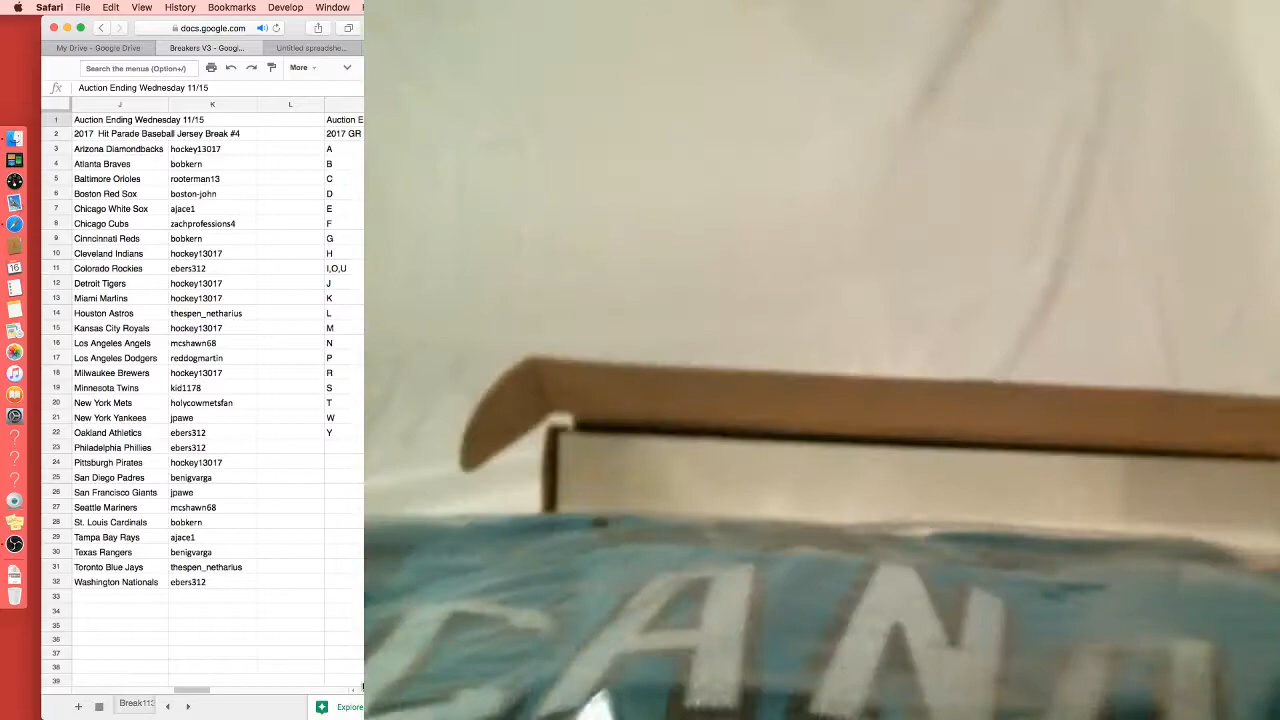 Safari File Edit View History Bookmarks Develop Window
docs.google.com
My Drive - Google Drive Breakers V3 - Googl... Untitled spreadshe...
Search the menus (Option+/) More
fx Auction Ending Wednesday 11/15
J K L
1 Auction Ending Wednesday 11/15 Auction E
2 2017 Hit Parade Baseball Jersey Break #4 2017 GR
3 Arizona Diamondbacks hockey13017 A
4 Atlanta Braves bobkern B
5 Baltimore Orioles rooterman13 C
6 Boston Red Sox boston-john D
7 Chicago White Sox ajace1 E
8 Chicago Cubs zachprofessions4 F
9 Cinncinnati Reds bobkern G
10 Cleveland Indians hockey13017 H
11 Colorado Rockies ebers312 I,O,U
12 Detroit Tigers hockey13017 J
13 Miami Marlins hockey13017 K
14 Houston Astros thespen_netharius L
15 Kansas City Royals hockey13017 M
16 Los Angeles Angels mcshawn68 N
17 Los Angeles Dodgers reddogmartin P
18 Milwaukee Brewers hockey13017 R
19 Minnesota Twins kid1178 S
20 New York Mets holycowmetsfan T
21 New York Yankees jpawe W
22 Oakland Athletics ebers312 Y
23 Philadelphia Phillies ebers312
24 Pittsburgh Pirates hockey13017
25 San Diego Padres benigvarga
26 San Francisco Giants jpawe
27 Seattle Mariners mcshawn68
28 St. Louis Cardinals bobkern
29 Tampa Bay Rays ajace1
30 Texas Rangers benigvarga
31 Toronto Blue Jays thespen_netharius
32 Washington Nationals ebers312
33
34
35
36
37
38
39
Break113
Explore
16
CANO